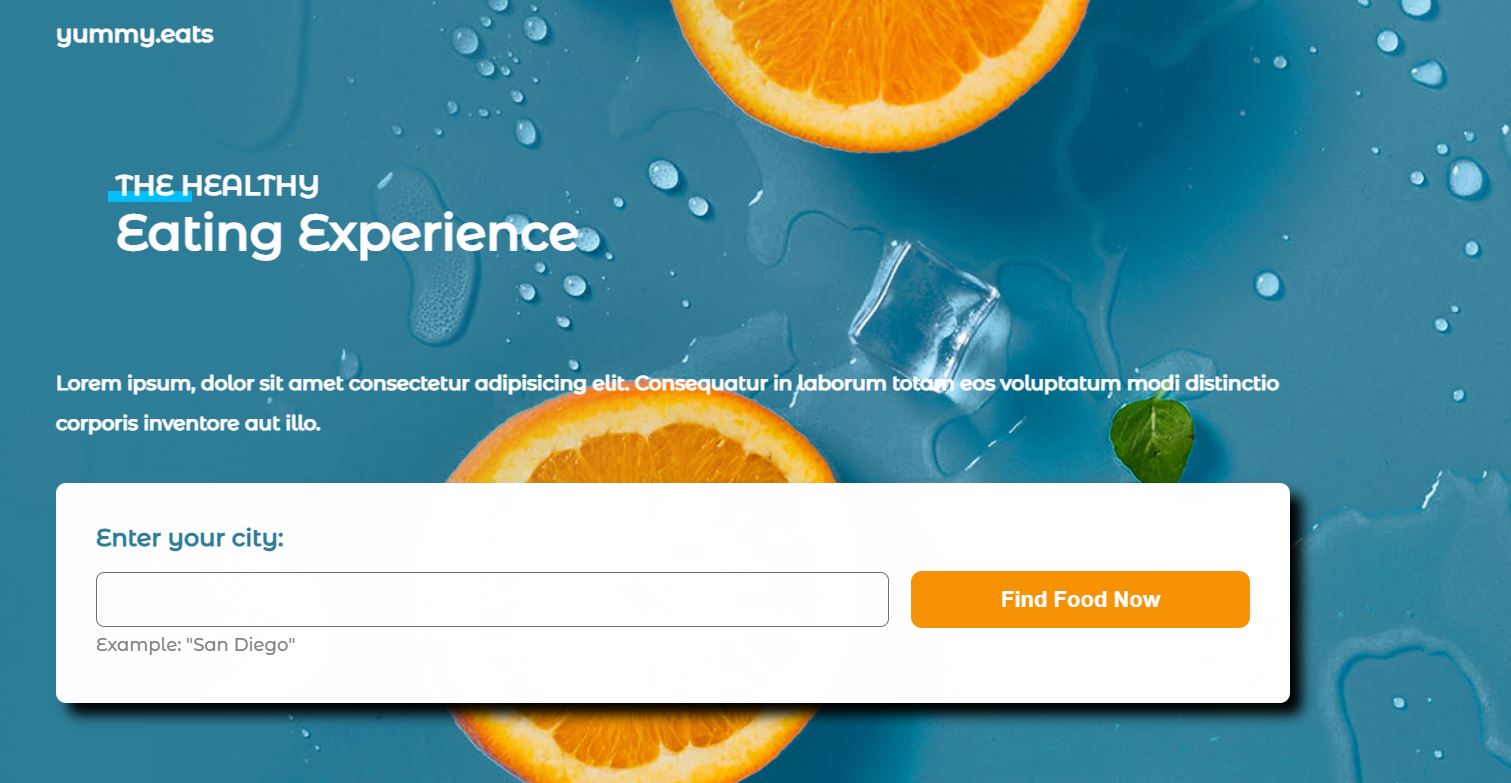 yummy.eats
THE HEALTHY
Eating Experience
Lorem ipsum, dolor sit amet consectetur adipisicing elit. Consequatur in laborum totam eos voluptatum modi distinctio
corporis inventore aut illo.
Enter your city:
Find Food Now
Example: "San Diego"